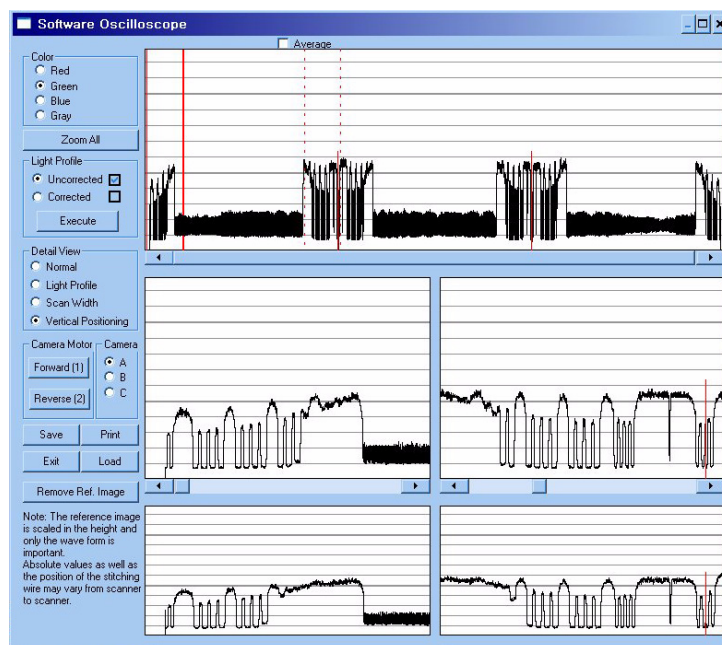 Software Oscilloscope
Average
Color
Red
Green
Blue
Gray
Zoom All
Light Profile
Uncorrected
Corrected
Execute
Detail View
Normal
Light Profile
Scan Width
Vertical Positioning
Camera Motor
Forward (1)
Reverse (2)
Camera
A
B
C
Save
Print
Exit
Load
Remove Ref. Image
Note: The reference image
is scaled in the height and
only the wave form is
important.
Absolute values as well as
the position of the stitching
wire may vary from scanner
to scanner.